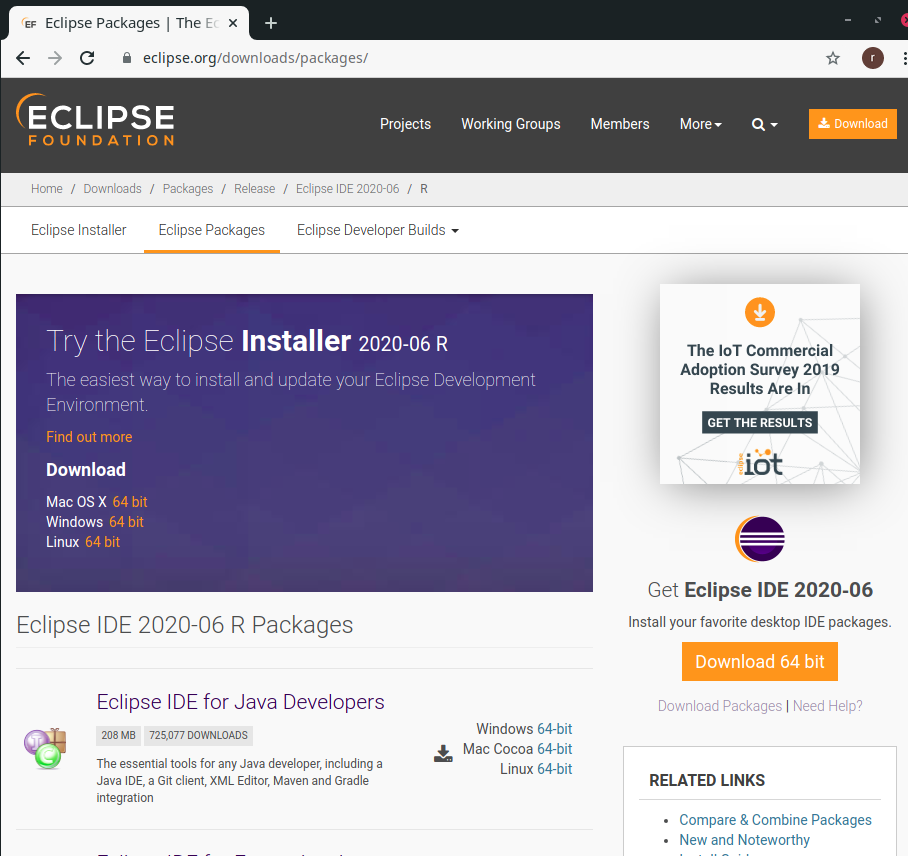 EF Eclipse Packages | The Ec
eclipse.org/downloads/packages/
r
ECLIPSE
FOUNDATION
Projects
Working Groups
Members
More
Download
Home / Downloads / Packages / Release / Eclipse IDE 2020-06 / R
Eclipse Installer
Eclipse Packages
Eclipse Developer Builds
Try the Eclipse Installer 2020-06 R
The easiest way to install and update your Eclipse Development
Environment.
Find out more
Download
Mac OS X 64 bit
Windows 64 bit
Linux 64 bit
Eclipse IDE 2020-06 R Packages
Eclipse IDE for Java Developers
208 MB 725,077 DOWNLOADS
The essential tools for any Java developer, including a
Java IDE, a Git client, XML Editor, Maven and Gradle
integration
Windows 64-bit
Mac Cocoa 64-bit
Linux 64-bit
The IoT Commercial
Adoption Survey 2019
Results Are In
GET THE RESULTS
eclipse iot
Get Eclipse IDE 2020-06
Install your favorite desktop IDE packages.
Download 64 bit
Download Packages | Need Help?
RELATED LINKS
Compare & Combine Packages
New and Noteworthy